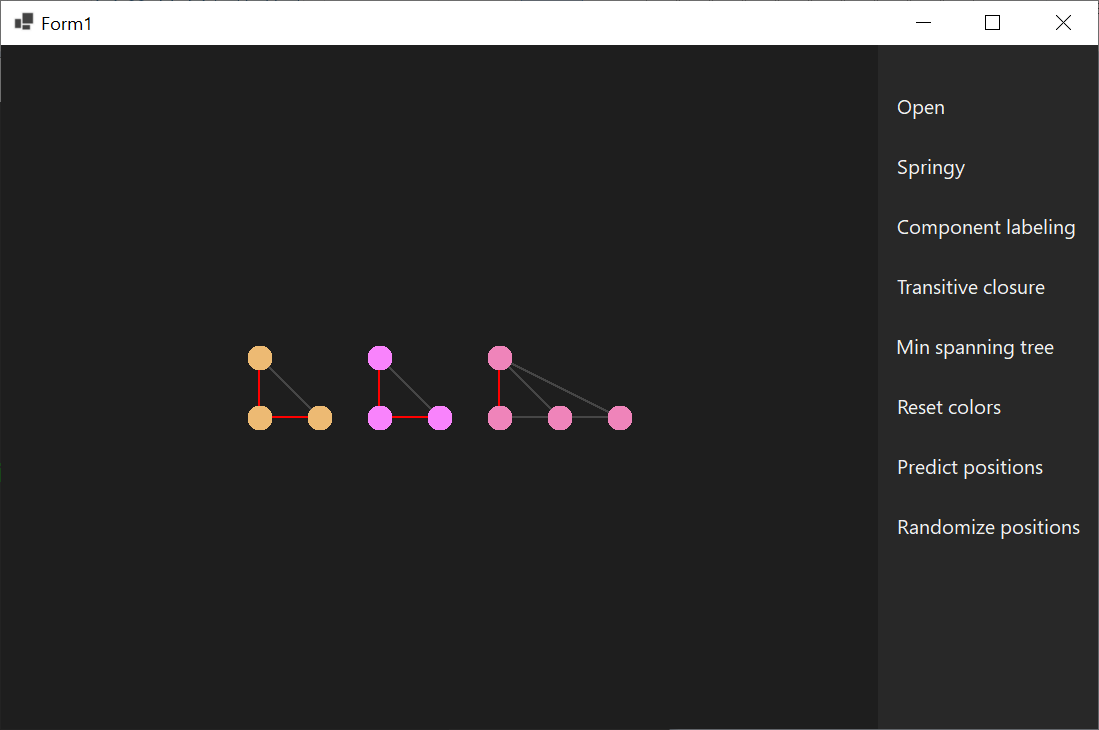 Form1
Open
Springy
Component labeling
Transitive closure
Min spanning tree
Reset colors
Predict positions
Randomize positions